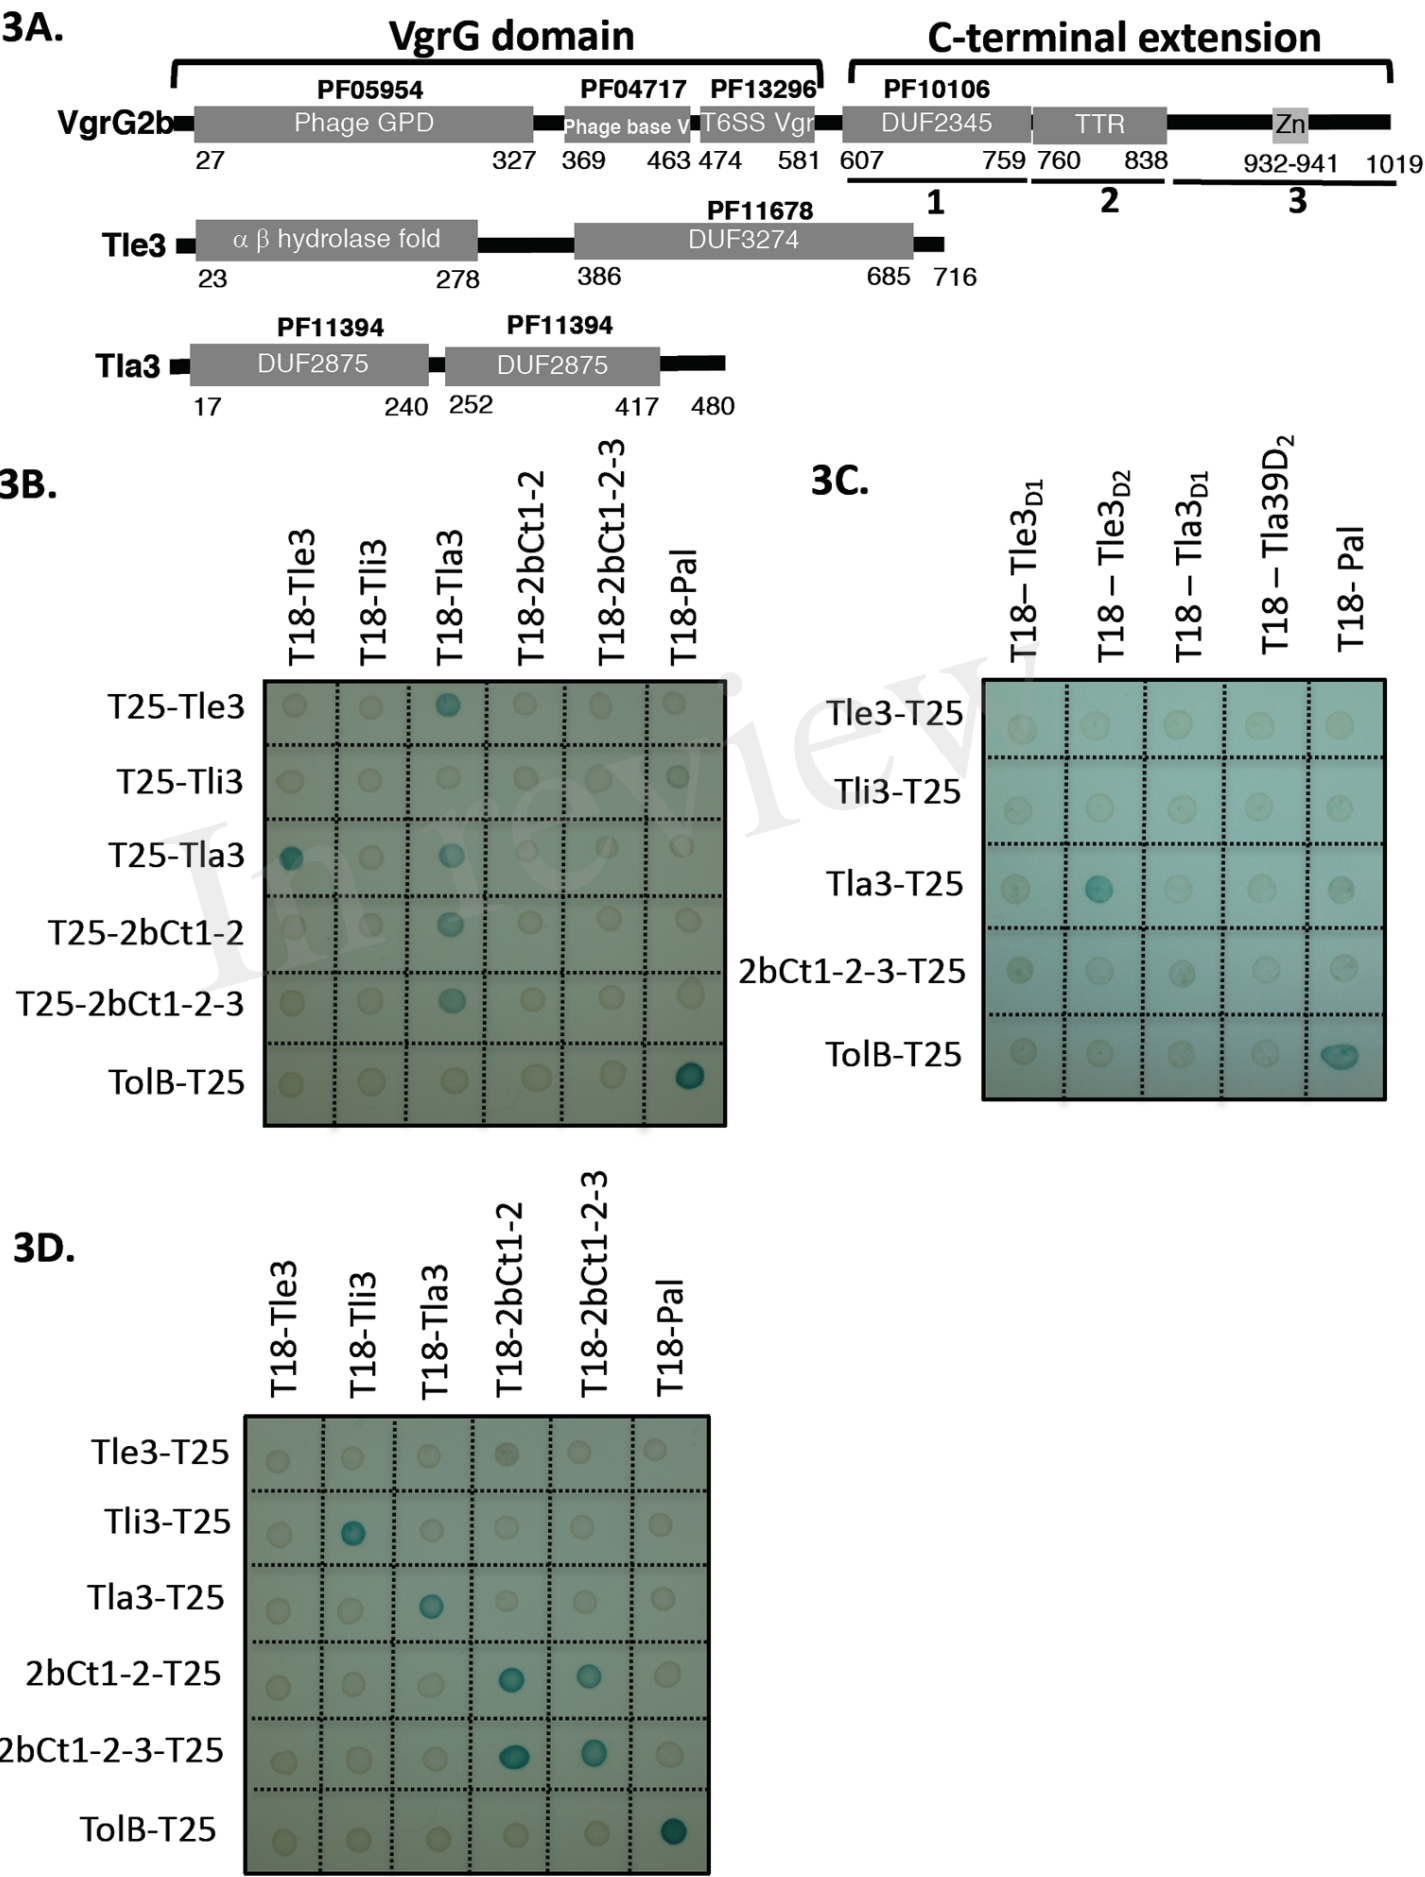 3A.
VgrG domain
C-terminal extension
PF05954
PF04717
PF13296
PF10106
VgrG2b
Phage GPD
Phage base V
T6SS Vgr
DUF2345
TTR
Zn
27
327
369
463
474
581
607
759
760
838
932-941
1019
1
2
3
PF11678
Tle3
α β hydrolase fold
DUF3274
23
278
386
685
716
PF11394
PF11394
Tla3
DUF2875
DUF2875
17
240
252
417
480
3B.
T18-Tle3
T18-Tli3
T18-Tla3
T18-2bCt1-2
T18-2bCt1-2-3
T18-Pal
T25-Tle3
T25-Tli3
T25-Tla3
T25-2bCt1-2
T25-2bCt1-2-3
TolB-T25
3C.
T18– Tle3D1
T18 – Tle3D2
T18 – Tla3D1
T18 – Tla39D2
T18- Pal
Tle3-T25
Tli3-T25
Tla3-T25
2bCt1-2-3-T25
TolB-T25
In review
3D.
T18-Tle3
T18-Tli3
T18-Tla3
T18-2bCt1-2
T18-2bCt1-2-3
T18-Pal
Tle3-T25
Tli3-T25
Tla3-T25
2bCt1-2-T25
2bCt1-2-3-T25
TolB-T25